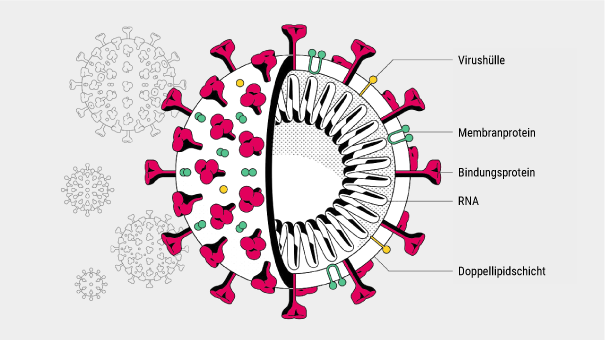 Virushülle
Membranprotein
Bindungsprotein
RNA
Doppellipidschicht